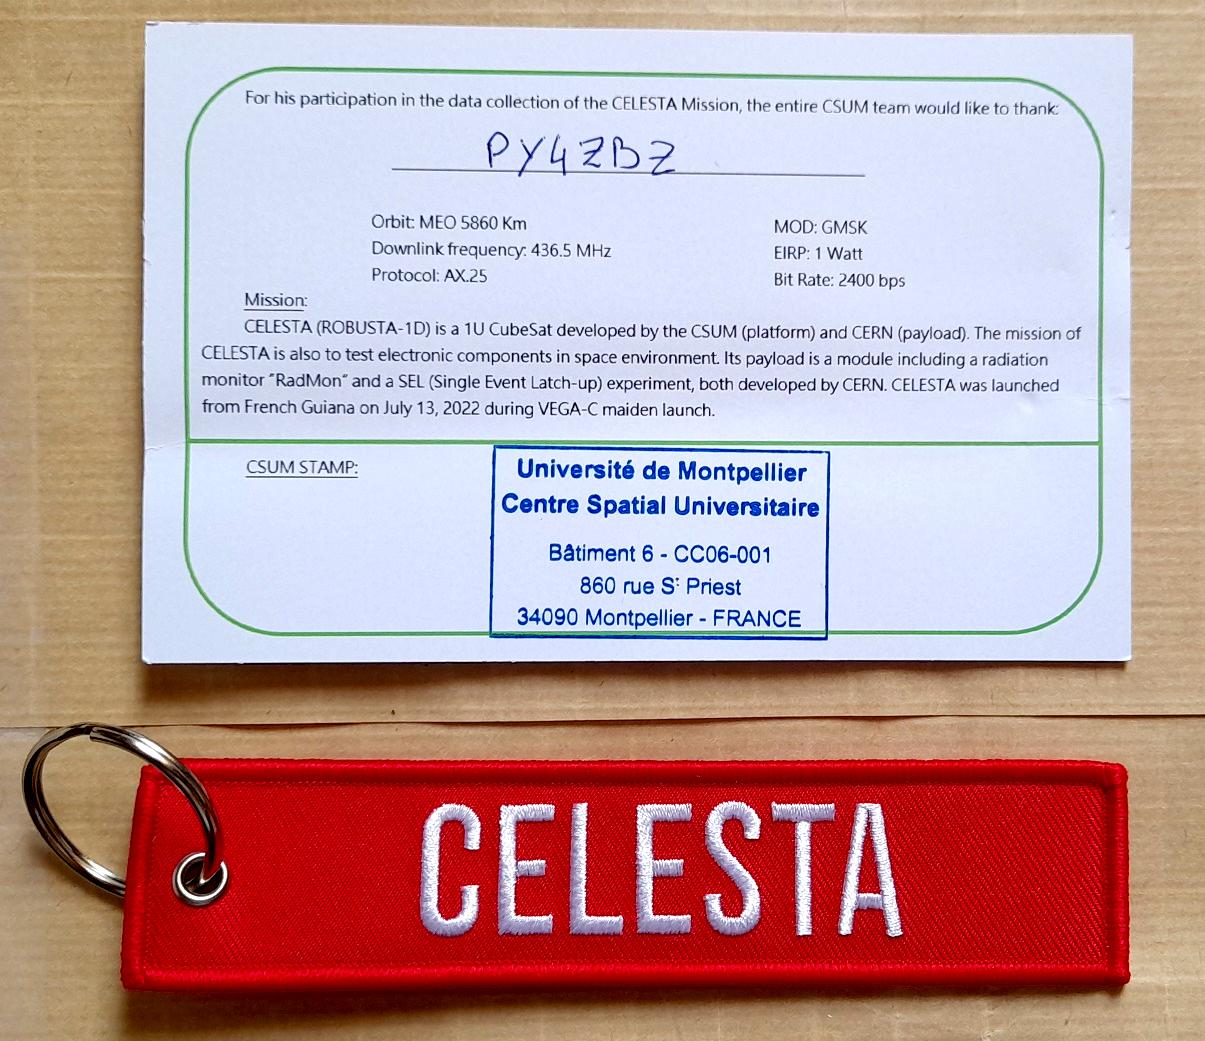 For his participation in the data collection of the CELESTA Mission, the entire CSUM team would like to thank:
PY4ZBZ
Orbit: MEO 5860 Km
Downlink frequency: 436.5 MHz
Protocol: AX.25
MOD: GMSK
EIRP: 1 Watt
Bit Rate: 2400 bps
Mission:
CELESTA (ROBUSTA-1D) is a 1U CubeSat developed by the CSUM (platform) and CERN (payload). The mission of
CELESTA is also to test electronic components in space environment. Its payload is a module including a radiation
monitor "RadMon" and a SEL (Single Event Latch-up) experiment, both developed by CERN. CELESTA was launched
from French Guiana on July 13, 2022 during VEGA-C maiden launch.
CSUM STAMP:
Université de Montpellier
Centre Spatial Universitaire
Bâtiment 6 - CC06-001
860 rue St Priest
34090 Montpellier - FRANCE
CELESTA